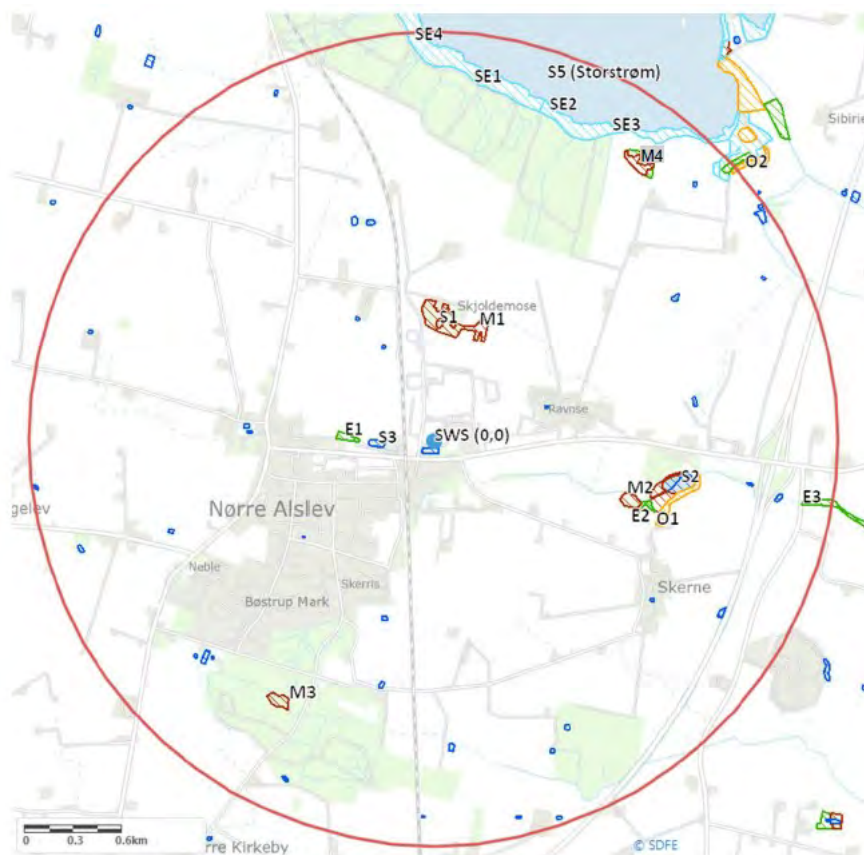 SE4
SE1
S5 (Storstrøm)
SE2
SE3
Sibirie
M4
O2
Skjoldemose
S1
M1
Ravnse
E1
S3
SWS (0,0)
M2
S2
E3
gelev
Nørre Alslev
E2
O1
Nøble
Skerris
Skerne
Bøstrup Mark
M3
0
0.3
0.6km
rre Kirkeby
© SDFE